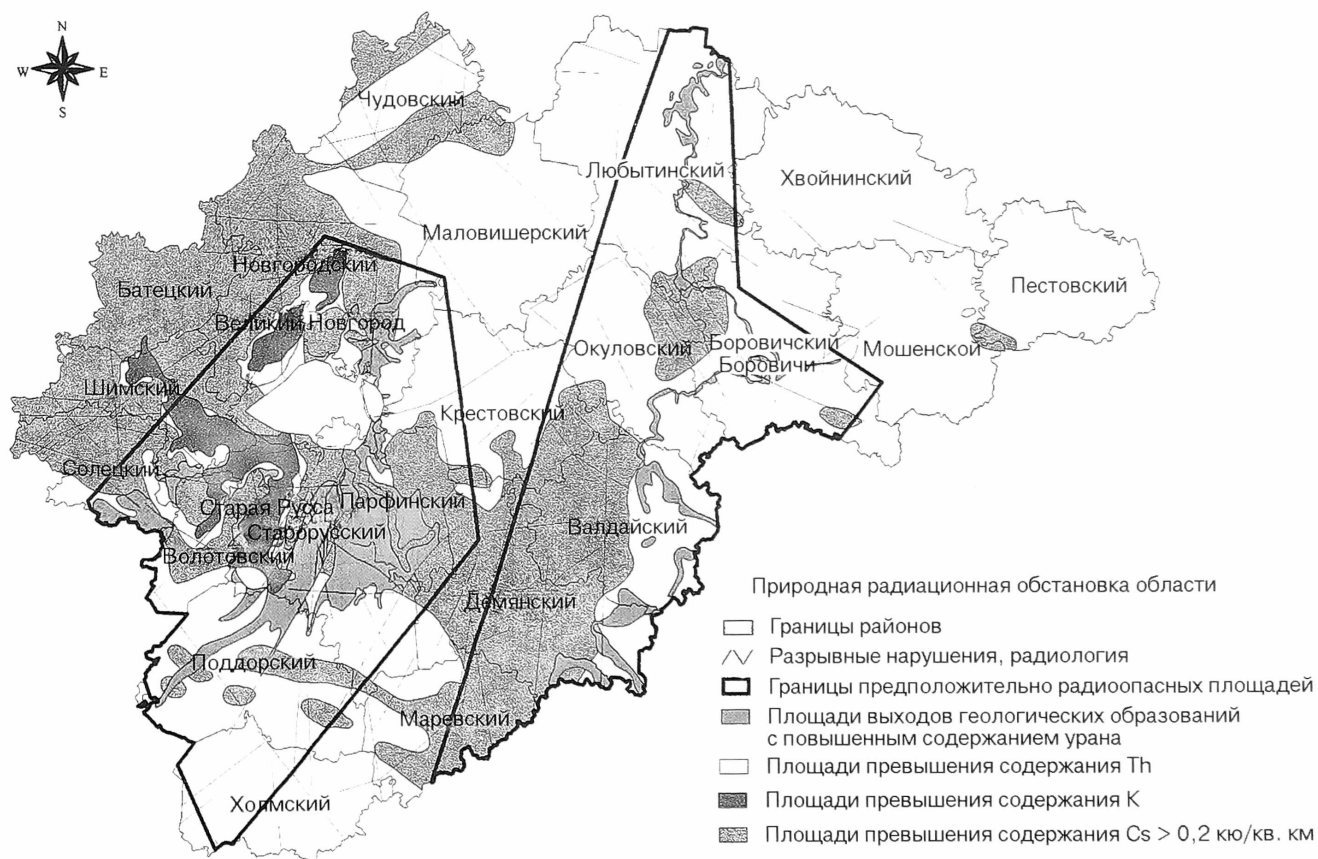 N
W E
S
Чудовский
Любытинский
Хвойнинский
Маловишерский
Новгородский
Пестовский
Батецкий
Великий Новгород
Окуловский
Боровичский
Мошенской
Боровичи
Шимский
Крестовский
Солецкий
Старая Русса
Парфинский
Старорусский
Валдайский
Волотовский
Демянский
Поддорский
Маревский
Холмский
Природная радиационная обстановка области
Границы районов
Разрывные нарушения, радиология
Границы предположительно радиоопасных площадей
Площади выходов геологических образований
с повышенным содержанием урана
Площади превышения содержания Th
Площади превышения содержания К
Площади превышения содержания Cs > 0,2 кю/кв. км